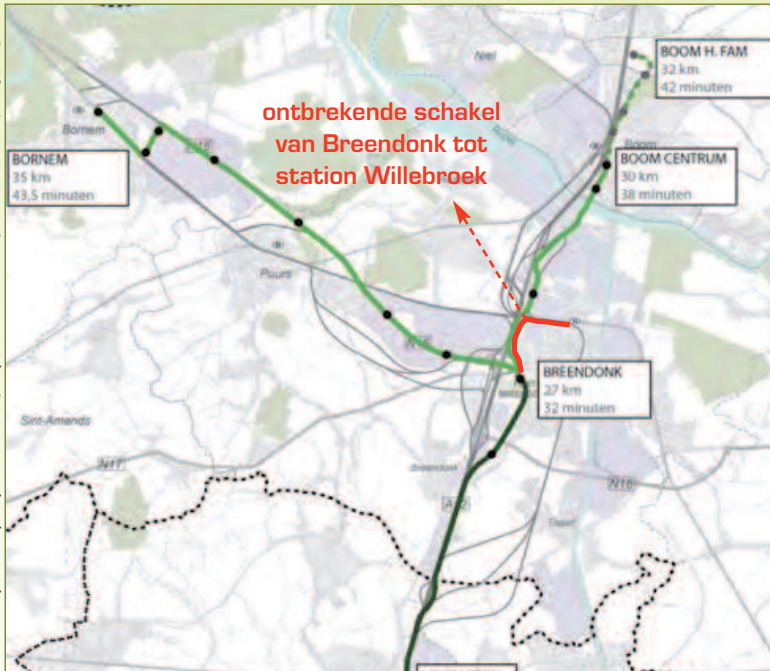 BOOM H. FAM
32 km
42 minuten
Niel
ontbrekende schakel
van Breendonk tot
station Willebroek
Bornem
Boom
BORNEM
35 km
43,5 minuten
BOOM CENTRUM
30 km
38 minuten
Puurs
BREENDONK
27 km
32 minuten
Sint-Amands
N17
Breendonk
N16
A12
Tisselt